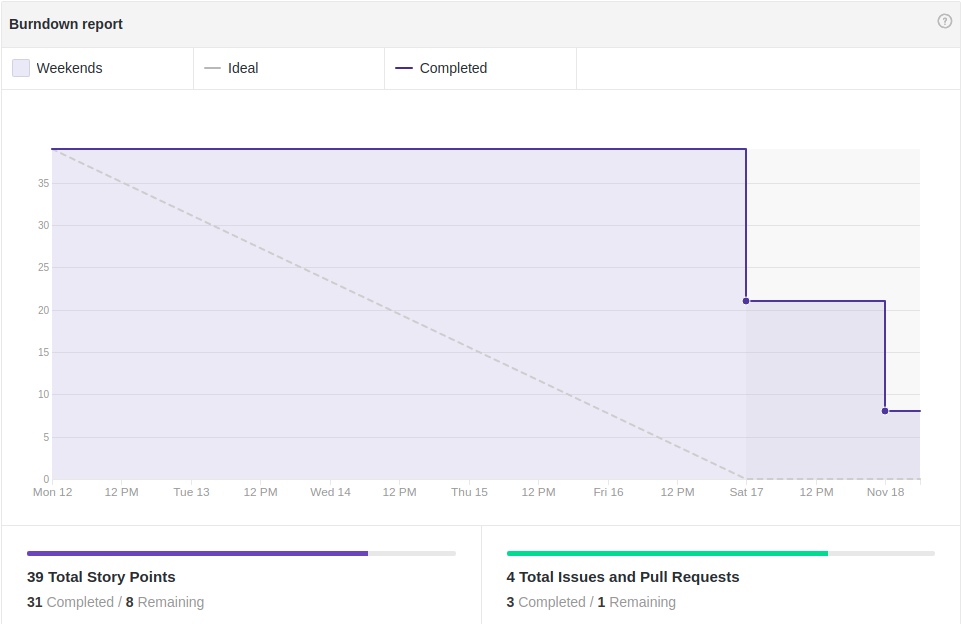 Burndown report
?
Weekends
Ideal
Completed
35
30
25
20
15
10
5
0
Mon 12 12 PM Tue 13 12 PM Wed 14 12 PM Thu 15 12 PM Fri 16 12 PM Sat 17 12 PM Nov 18
39 Total Story Points
31 Completed / 8 Remaining
4 Total Issues and Pull Requests
3 Completed / 1 Remaining